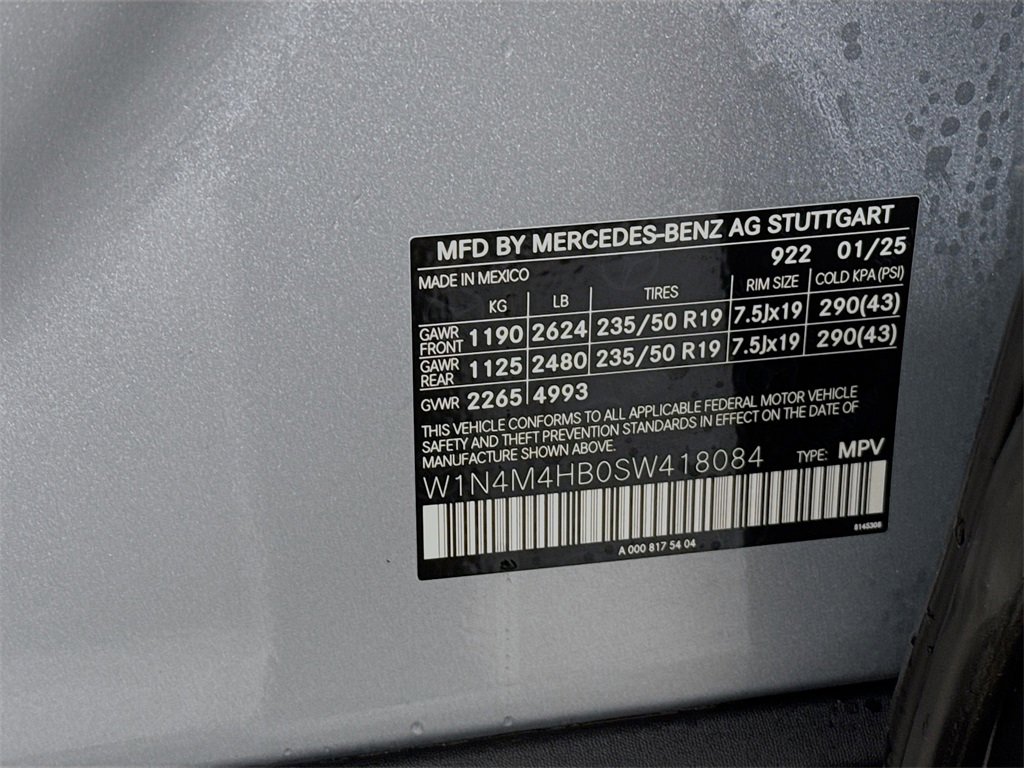 MFD BY MERCEDES-BENZ AG STUTTGART
922 01/25
MADE IN MEXICO
KG LB TIRES RIM SIZE COLD KPA (PSI)
GAWR FRONT 1190 2624 235/50 R19 7.5Jx19 290(43)
GAWR REAR 1125 2480 235/50 R19 7.5Jx19 290(43)
GVWR 2265 4993
THIS VEHICLE CONFORMS TO ALL APPLICABLE FEDERAL MOTOR VEHICLE
SAFETY AND THEFT PREVENTION STANDARDS IN EFFECT ON THE DATE OF
MANUFACTURE SHOWN ABOVE.
W1N4M4HB0SW418084 TYPE: MPV
8145308
A 000 817 54 04